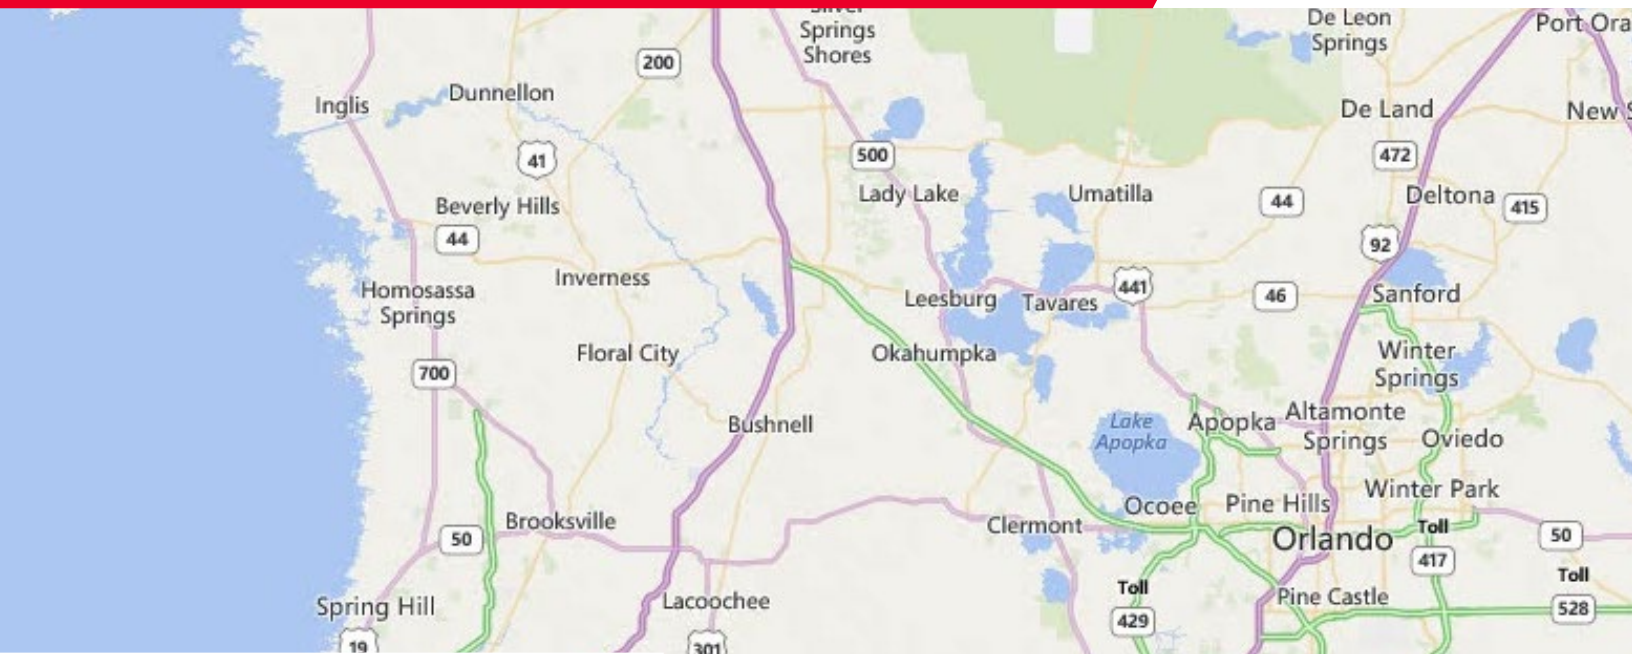 Silver
Springs
Shores
De Leon
Springs
Port Ora
200
Inglis
Dunnellon
De Land
New S
41
500
472
Lady Lake
Umatilla
44
Deltona
415
Beverly Hills
44
92
Inverness
441
46
Sanford
Homosassa
Springs
Leesburg
Tavares
Floral City
Okahumpka
Winter
Springs
700
Bushnell
Lake
Apopka
Apopka
Altamonte
Springs
Oviedo
Winter Park
Ocoee
Pine Hills
Brooksville
Clermont
50
Orlando
Toll
417
50
Toll
528
Toll
429
Pine Castle
Spring Hill
Lacoochee
19
301